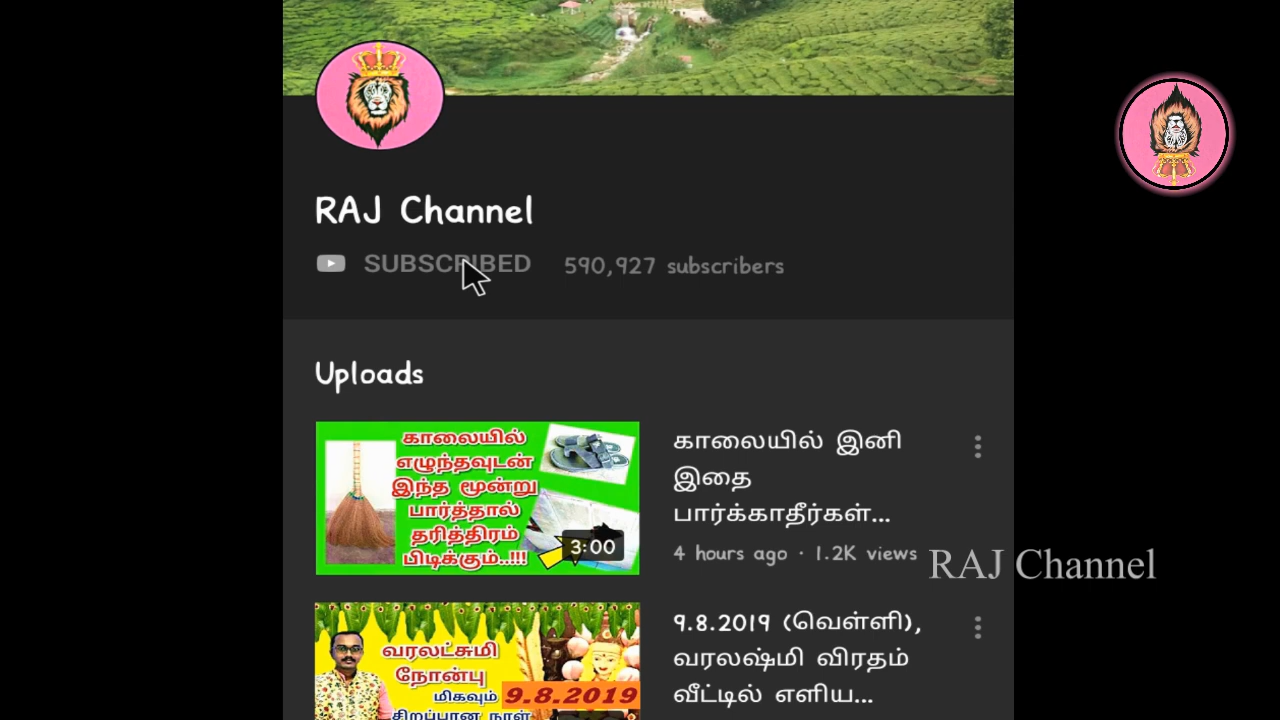 RAJ Channel
SUBSCRIBED 590,927 subscribers
Uploads
காலையில்
எழுந்தவுடன்
இந்த மூன்று
பார்த்தால்
தரித்திரம்
பிடிக்கும்..!!!
3:00
காலையில் இனி
இதை
பார்க்காதீர்கள்...
4 hours ago · 1.2K views
RAJ Channel
வரலட்சுமி
நோன்பு
மிகவும் 9.8.2019
சிறப்பான நாள்
9.8.2019 (வெள்ளி),
வரலஷ்மி விரதம்
வீட்டில் எளிய...